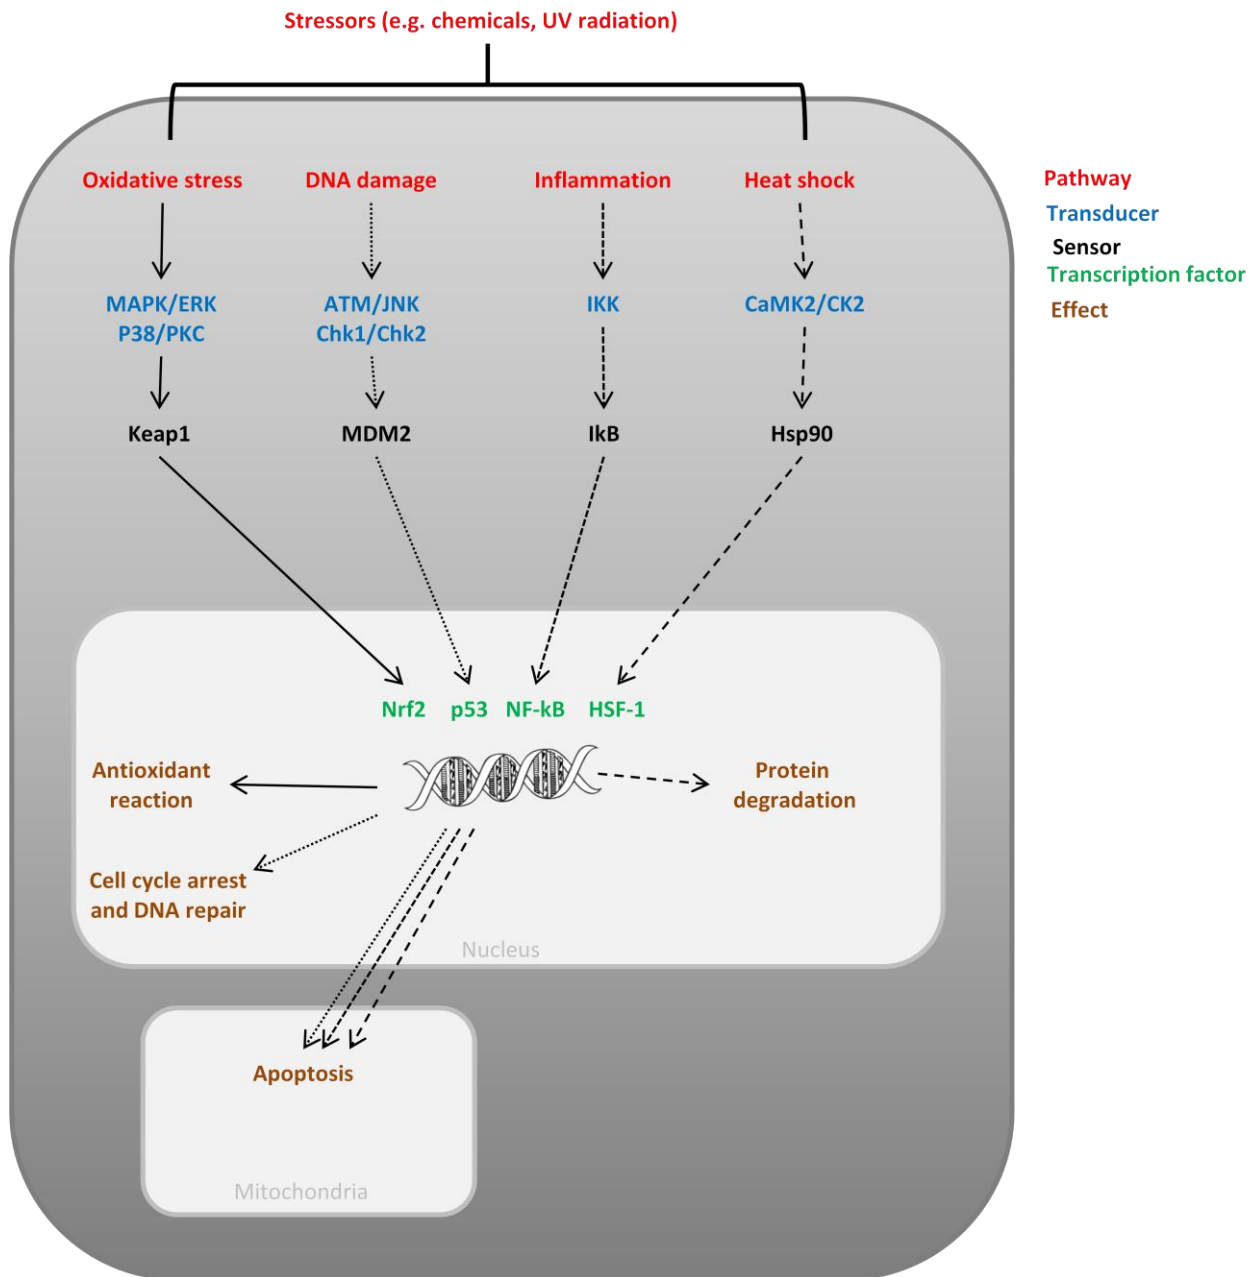 Stressors (e.g. chemicals, UV radiation)
Oxidative stress
DNA damage
Inflammation
Heat shock
Pathway
Transducer
Sensor
Transcription factor
Effect
MAPK/ERK
P38/PKC
ATM/JNK
Chk1/Chk2
IKK
CaMK2/CK2
Keap1
MDM2
IkB
Hsp90
Nrf2
p53
NF-kB
HSF-1
Antioxidant
reaction
Protein
degradation
Cell cycle arrest
and DNA repair
Nucleus
Apoptosis
Mitochondria